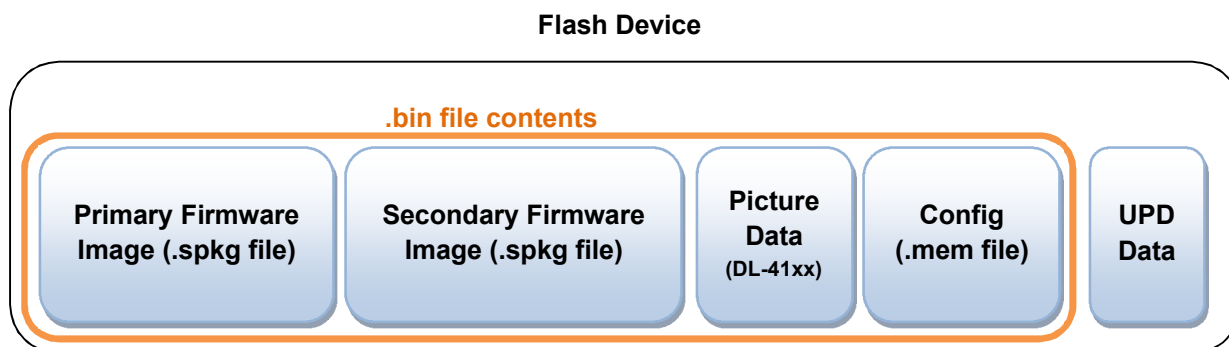 Flash Device
.bin file contents
Primary Firmware
Image (.spkg file)
Secondary Firmware
Image (.spkg file)
Picture
Data
(DL-41xx)
Config
(.mem file)
UPD
Data